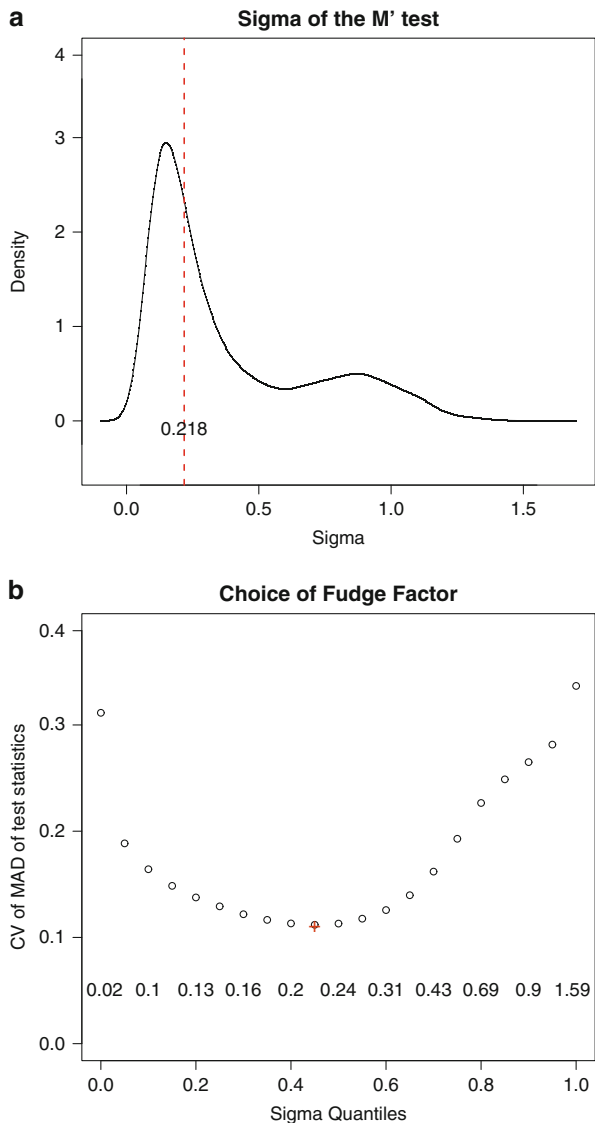 a
Sigma of the M’ test
4
3
2
1
0
Density
0.218
0.0 0.5 1.0 1.5
Sigma
b
Choice of Fudge Factor
0.4
0.3
0.2
0.1
0.0
CV of MAD of test statistics
0.02 0.1 0.13 0.16 0.2 0.24 0.31 0.43 0.69 0.9 1.59
0.0 0.2 0.4 0.6 0.8 1.0
Sigma Quantiles